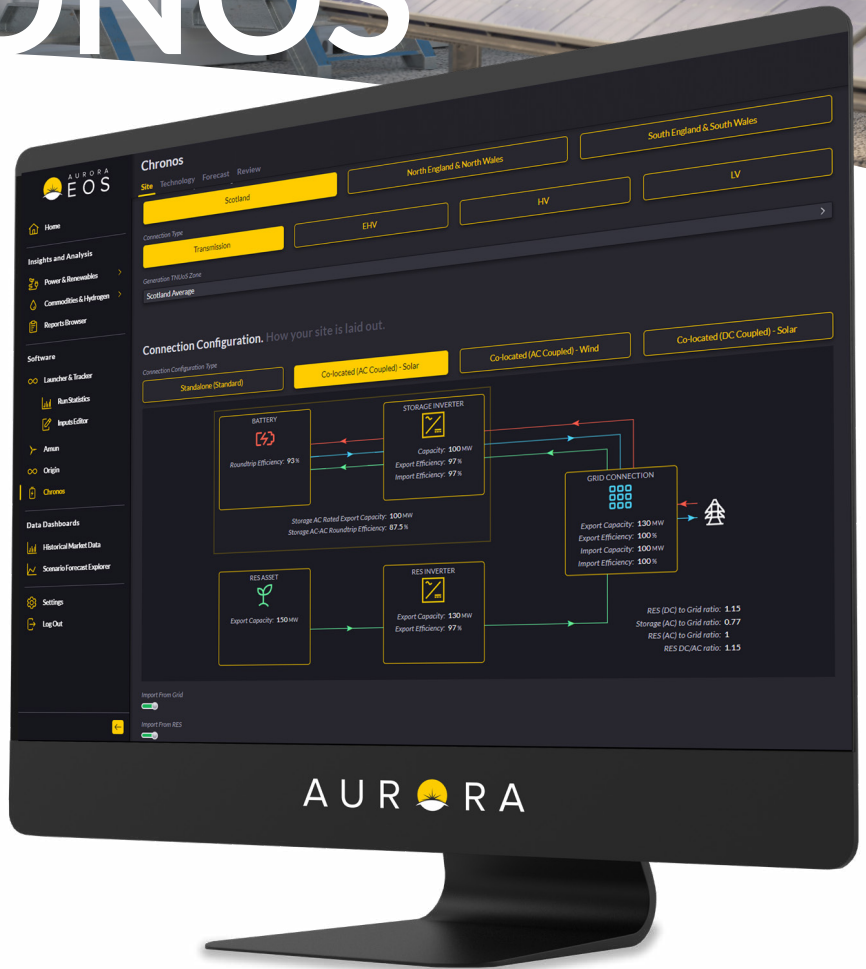 ONOS
AURORA
EOS
Home
Insights and Analysis
Power & Renewables
Commodities & Hydrogen
Reports Browser
Software
Launcher & Tracker
Run Statistics
Inputs Editor
Amun
Origin
Chronos
Data Dashboards
Historical Market Data
Scenario Forecast Explorer
Settings
Log Out
Chronos
Site Technology Forecast Review
Scotland
North England & North Wales
South England & South Wales
Connection Type
Transmission
EHV
HV
LV
Generation TNUoS Zone
Scotland Average
Connection Configuration. How your site is laid out.
Connection Configuration Type
Standalone (Standard)
Co-located (AC Coupled) - Solar
Co-located (AC Coupled) - Wind
Co-located (DC Coupled) - Solar
BATTERY
Roundtrip Efficiency: 93 %
STORAGE INVERTER
Capacity: 100 MW
Export Efficiency: 97 %
Import Efficiency: 97 %
Storage AC Rated Export Capacity: 100 MW
Storage AC-AC Roundtrip Efficiency: 87.5 %
GRID CONNECTION
Export Capacity: 130 MW
Export Efficiency: 100 %
Import Capacity: 100 MW
Import Efficiency: 100 %
RES ASSET
Export Capacity: 150 MW
RES INVERTER
Export Capacity: 130 MW
Export Efficiency: 97 %
RES (DC) to Grid ratio: 1.15
Storage (AC) to Grid ratio: 0.77
RES (AC) to Grid ratio: 1
RES DC/AC ratio: 1.15
Import From Grid
Import From RES
AURORA